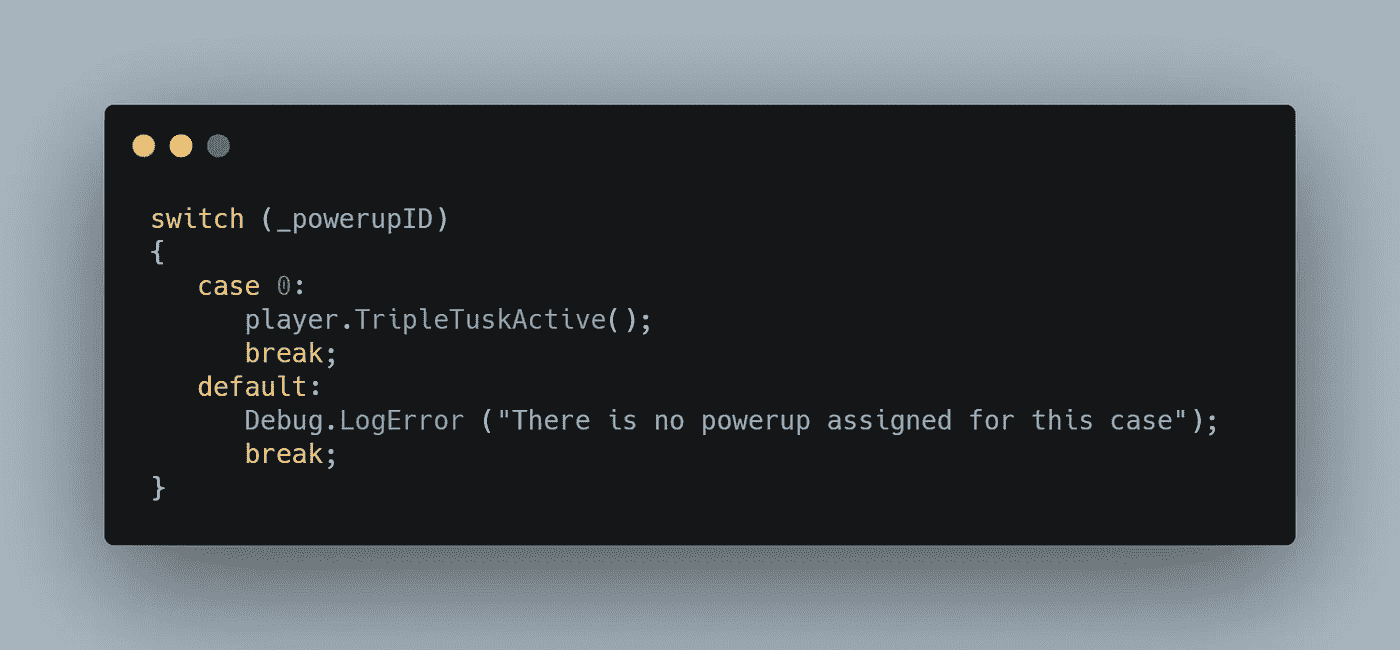 switch (_powerupID)
{
   case 0:
      player.TripleTuskActive();
      break;
   default:
      Debug.LogError ("There is no powerup assigned for this case");
      break;
}